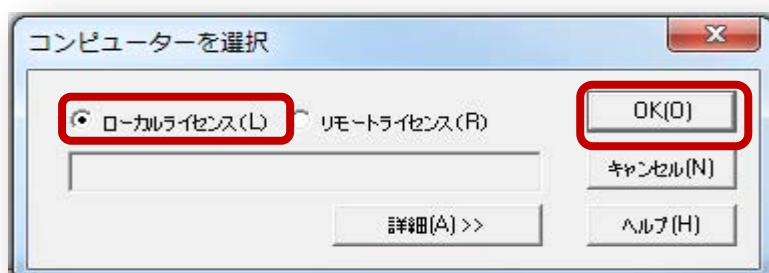 コンピューターを選択
ローカルライセンス(L)
リモートライセンス(R)
OK(O)
キャンセル(N)
詳細(A) >>
ヘルプ(H)